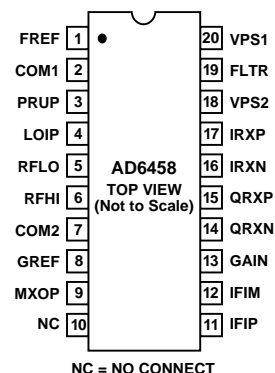 FREF 1 20 VPS1
COM1 2 19 FLTR
PRUP 3 18 VPS2
LOIP 4 17 IRXP
RFLO 5 AD6458 16 IRXN
RFHI 6 TOP VIEW (Not to Scale) 15 QRXP
COM2 7 14 QRXN
GREF 8 13 GAIN
MXOP 9 12 IFIM
NC 10 11 IFIP
NC = NO CONNECT